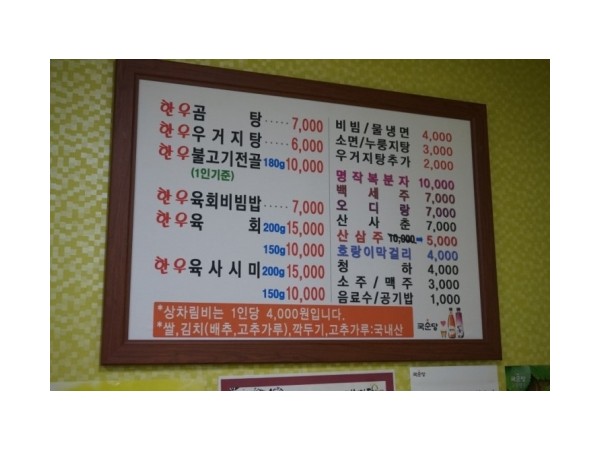 한우곰 탕 ····· 7,000
한우우거지탕 ····· 6,000
한우불고기전골 180g 10,000
(1인기준)
한우육회비빔밥 ····· 7,000
한우육 회 200g 15,000
150g 10,000
한우육사시미 200g 15,000
150g 10,000
비빔/물냉면 4,000
소면/누룽지탕 3,000
우거지탕추가 2,000
명작복분자 10,000
백세주 7,000
오디랑 7,000
산사춘 7,000
산삼주 10,900 5,000
호랑이막걸리 4,000
청하 4,000
소주/맥주 3,000
음료수/공기밥 1,000
*상차림비는 1인당 4,000원입니다.
*쌀,김치(배추,고추가루),깍두기,고추가루:국내산
국순당